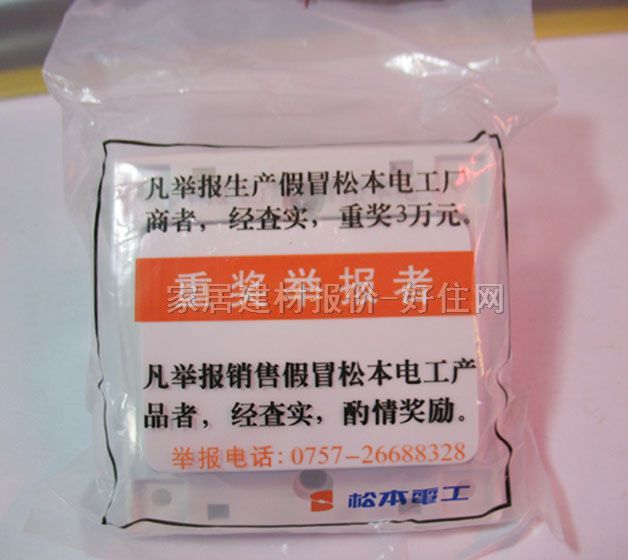 凡举报生产假冒松本电工厂
商者，经查实，重奖3万元。
重奖举报者
家居建材报价-好住网
凡举报销售假冒松本电工产
品者，经查实，酌情奖励。
举报电话:0757-26688328
松本電工